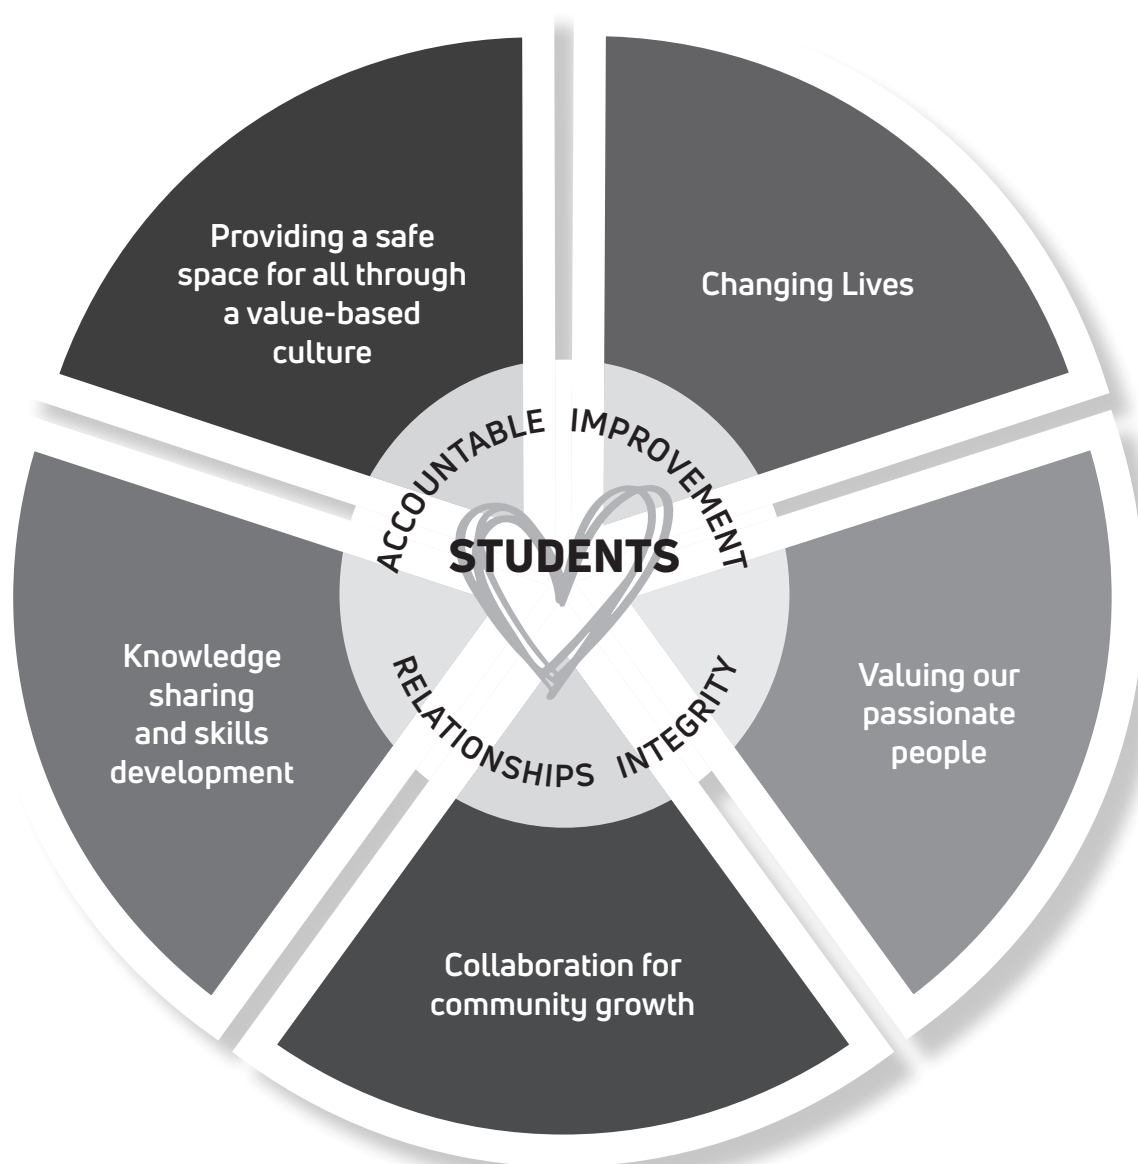 Providing a safe
space for all through
a value-based
culture
Changing Lives
ACCOUNTABLE
IMPROVEMENT
STUDENTS
RELATIONSHIPS
INTEGRITY
Knowledge
sharing
and skills
development
Valuing our
passionate
people
Collaboration for
community growth